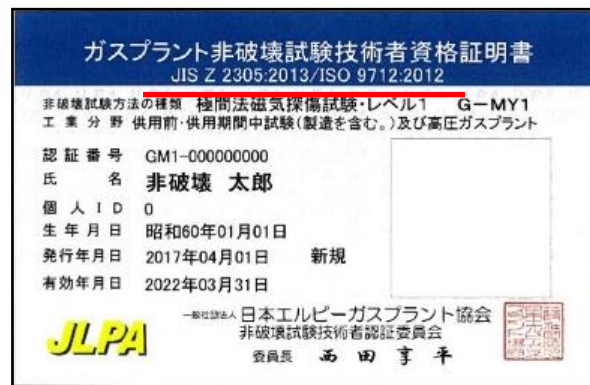 ガスプラント非破壊試験技術者資格証明書
JIS Z 2305:2013/ISO 9712:2012
非破壊試験方法の種類 極間法磁気探傷試験・レベル1 G-MY1
工業分野 供用前・供用期間中試験(製造を含む。)及び高圧ガスプラント
認証番号 GM1-000000000
氏名 非破壊 太郎
個人ID 0
生年月日 昭和60年01月01日
発行年月日 2017年04月01日 新規
有効年月日 2022年03月31日
JLPA
一般社団法人 日本エルピーガスプラント協会
非破壊試験技術者認証委員会
委員長 西田亨平